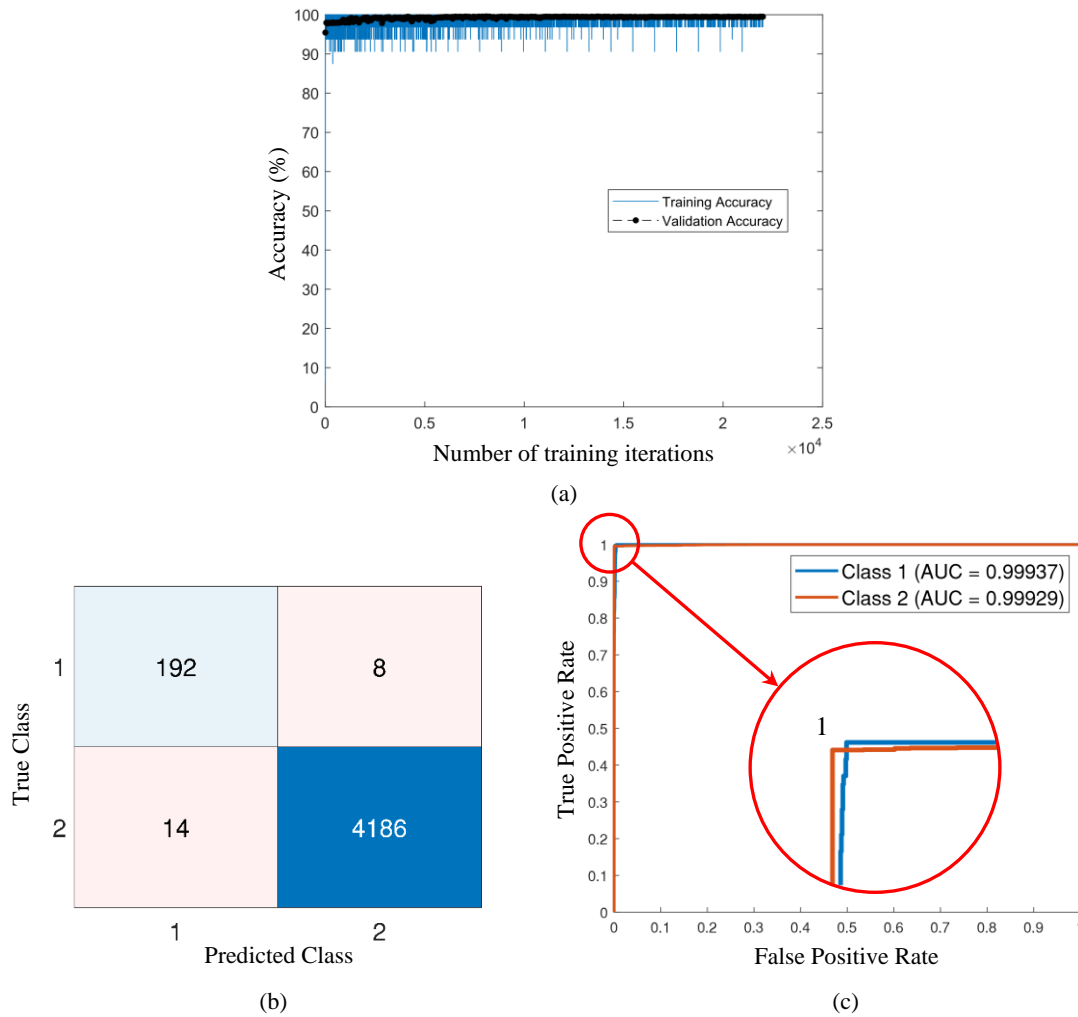 100
90
80
70
60
50
40
30
20
10
0
Accuracy (%)
Training Accuracy
Validation Accuracy
0 0.5 1 1.5 2 2.5
×10⁴
Number of training iterations
(a)
True Class
1 192 8
2 14 4186
1 2
Predicted Class
(b)
1
0.9
0.8
0.7
0.6
0.5
0.4
0.3
0.2
0.1
0
True Positive Rate
Class 1 (AUC = 0.99937)
Class 2 (AUC = 0.99929)
1
0 0.1 0.2 0.3 0.4 0.5 0.6 0.7 0.8 0.9
False Positive Rate
(c)